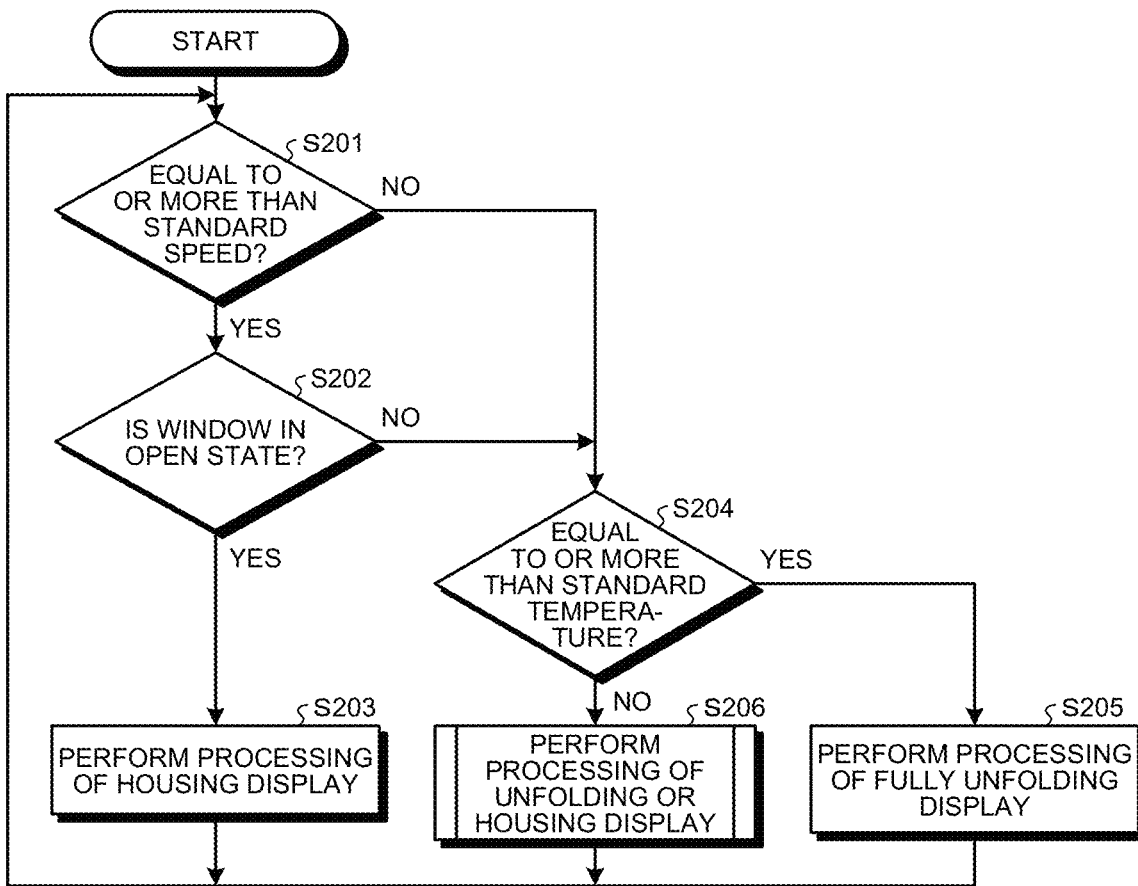 START
S201
EQUAL TO
OR MORE THAN
STANDARD
SPEED?
NO
YES
S202
IS WINDOW IN
OPEN STATE?
NO
YES
S204
EQUAL
TO OR MORE
THAN STANDARD
TEMPERA-
TURE?
YES
NO
S203
PERFORM PROCESSING
OF HOUSING DISPLAY
S206
PERFORM
PROCESSING OF
UNFOLDING OR
HOUSING DISPLAY
S205
PERFORM PROCESSING
OF FULLY UNFOLDING
DISPLAY